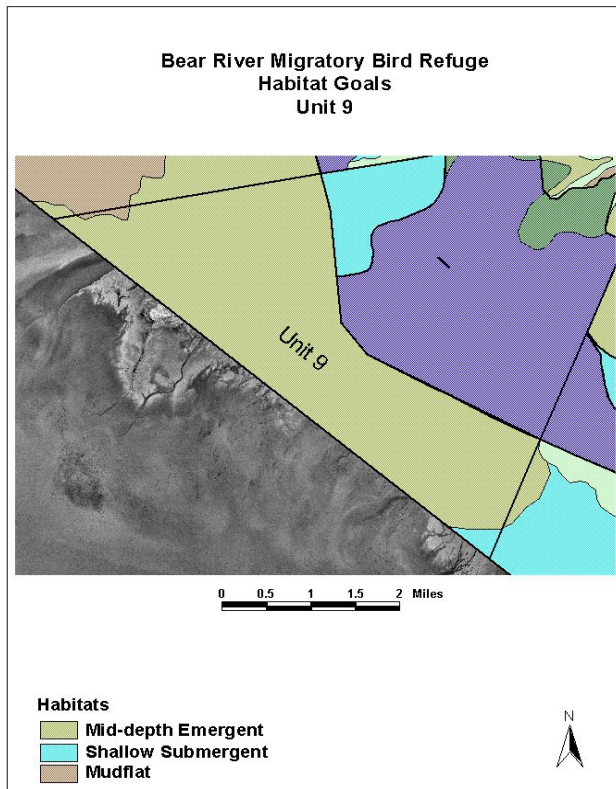 Bear River Migratory Bird Refuge
Habitat Goals
Unit 9
Unit 9
0 0.5 1 1.5 2 Miles
Habitats
Mid-depth Emergent
Shallow Submergent
Mudflat
N